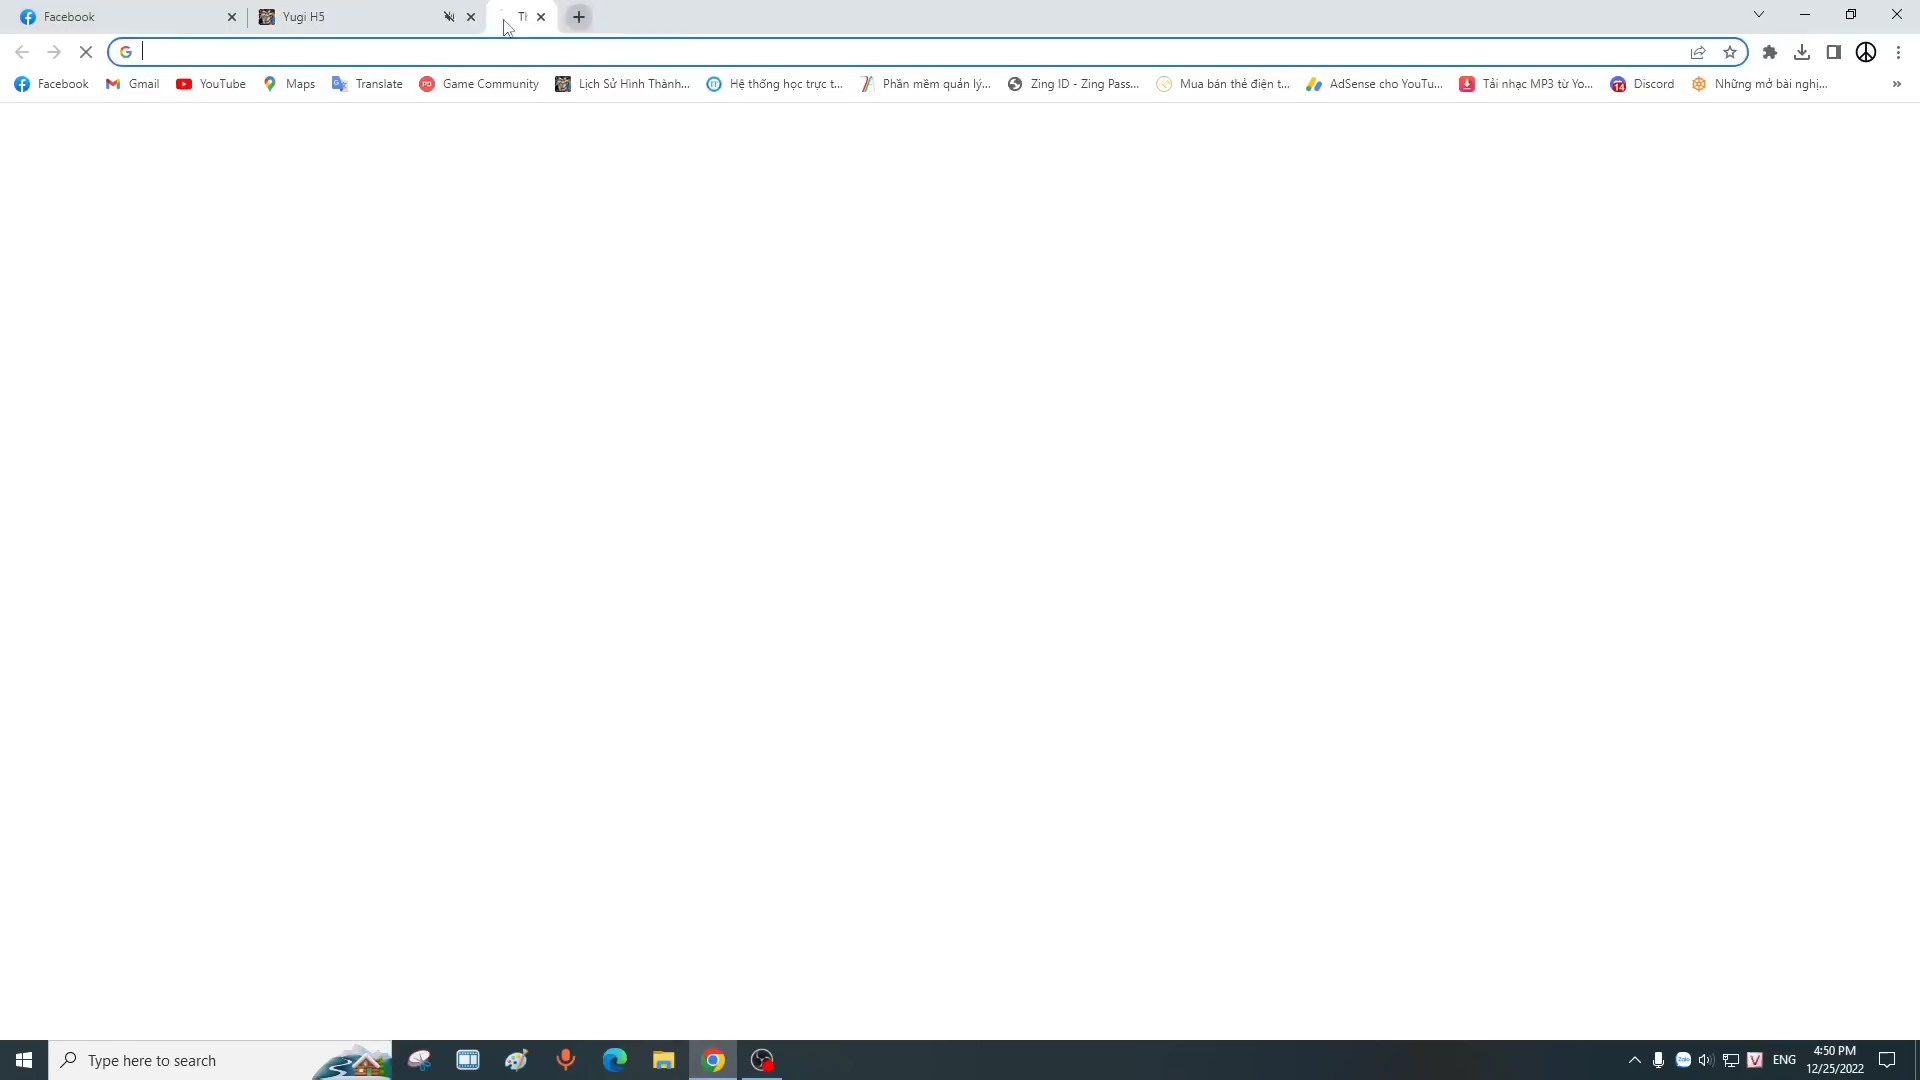 Facebook
Yugi H5
Th
Facebook
Gmail
YouTube
Maps
Translate
Game Community
Lịch Sử Hình Thành...
Hệ thống học trực t...
Phần mềm quản lý...
Zing ID - Zing Pass...
Mua bán thẻ điện t...
AdSense cho YouTu...
Tải nhạc MP3 từ Yo...
14
Discord
Những mở bài nghị...
Type here to search
ENG
4:50 PM
12/25/2022